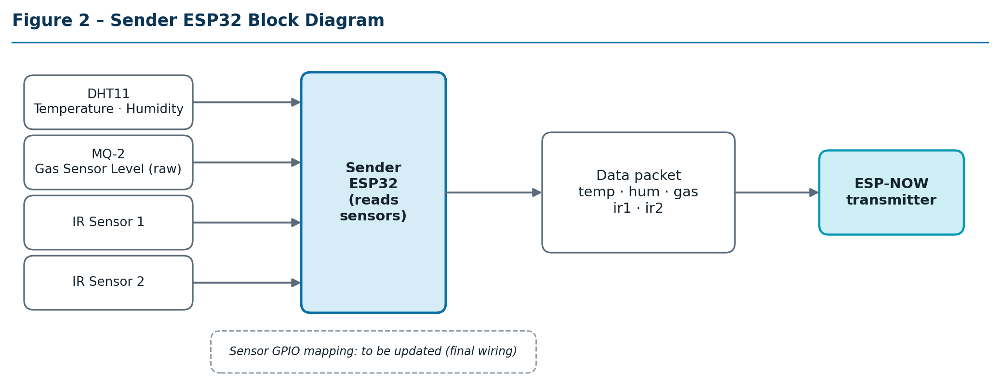 Figure 2 – Sender ESP32 Block Diagram
DHT11
Temperature · Humidity
MQ-2
Gas Sensor Level (raw)
IR Sensor 1
IR Sensor 2
Sender
ESP32
(reads
sensors)
Data packet
temp · hum · gas
ir1 · ir2
ESP-NOW
transmitter
Sensor GPIO mapping: to be updated (final wiring)